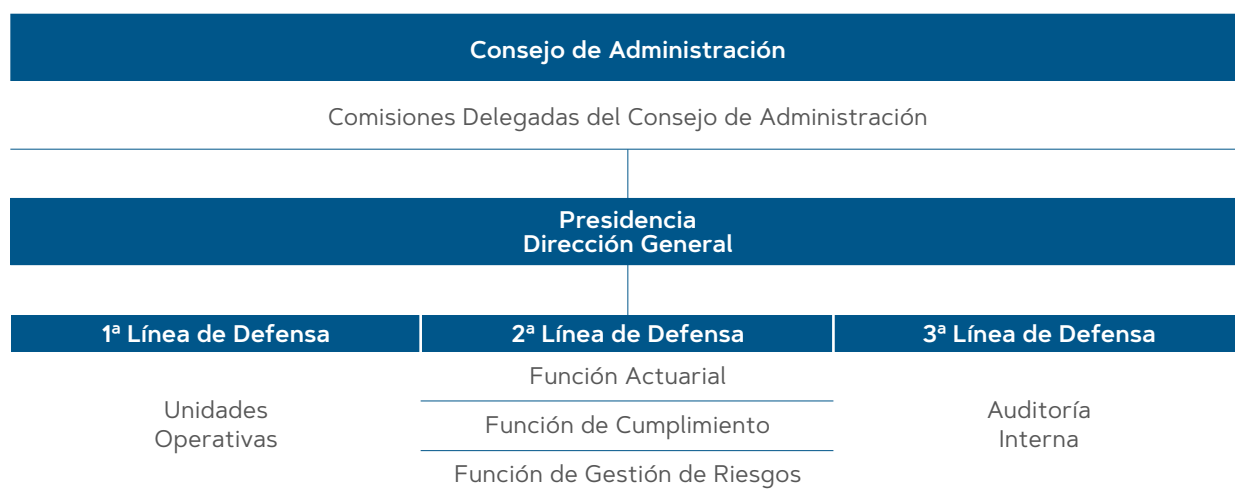 Consejo de Administración
Comisiones Delegadas del Consejo de Administración
Presidencia
Dirección General
1ª Línea de Defensa
2ª Línea de Defensa
3ª Línea de Defensa
Unidades
Operativas
Función Actuarial
Función de Cumplimiento
Función de Gestión de Riesgos
Auditoría
Interna